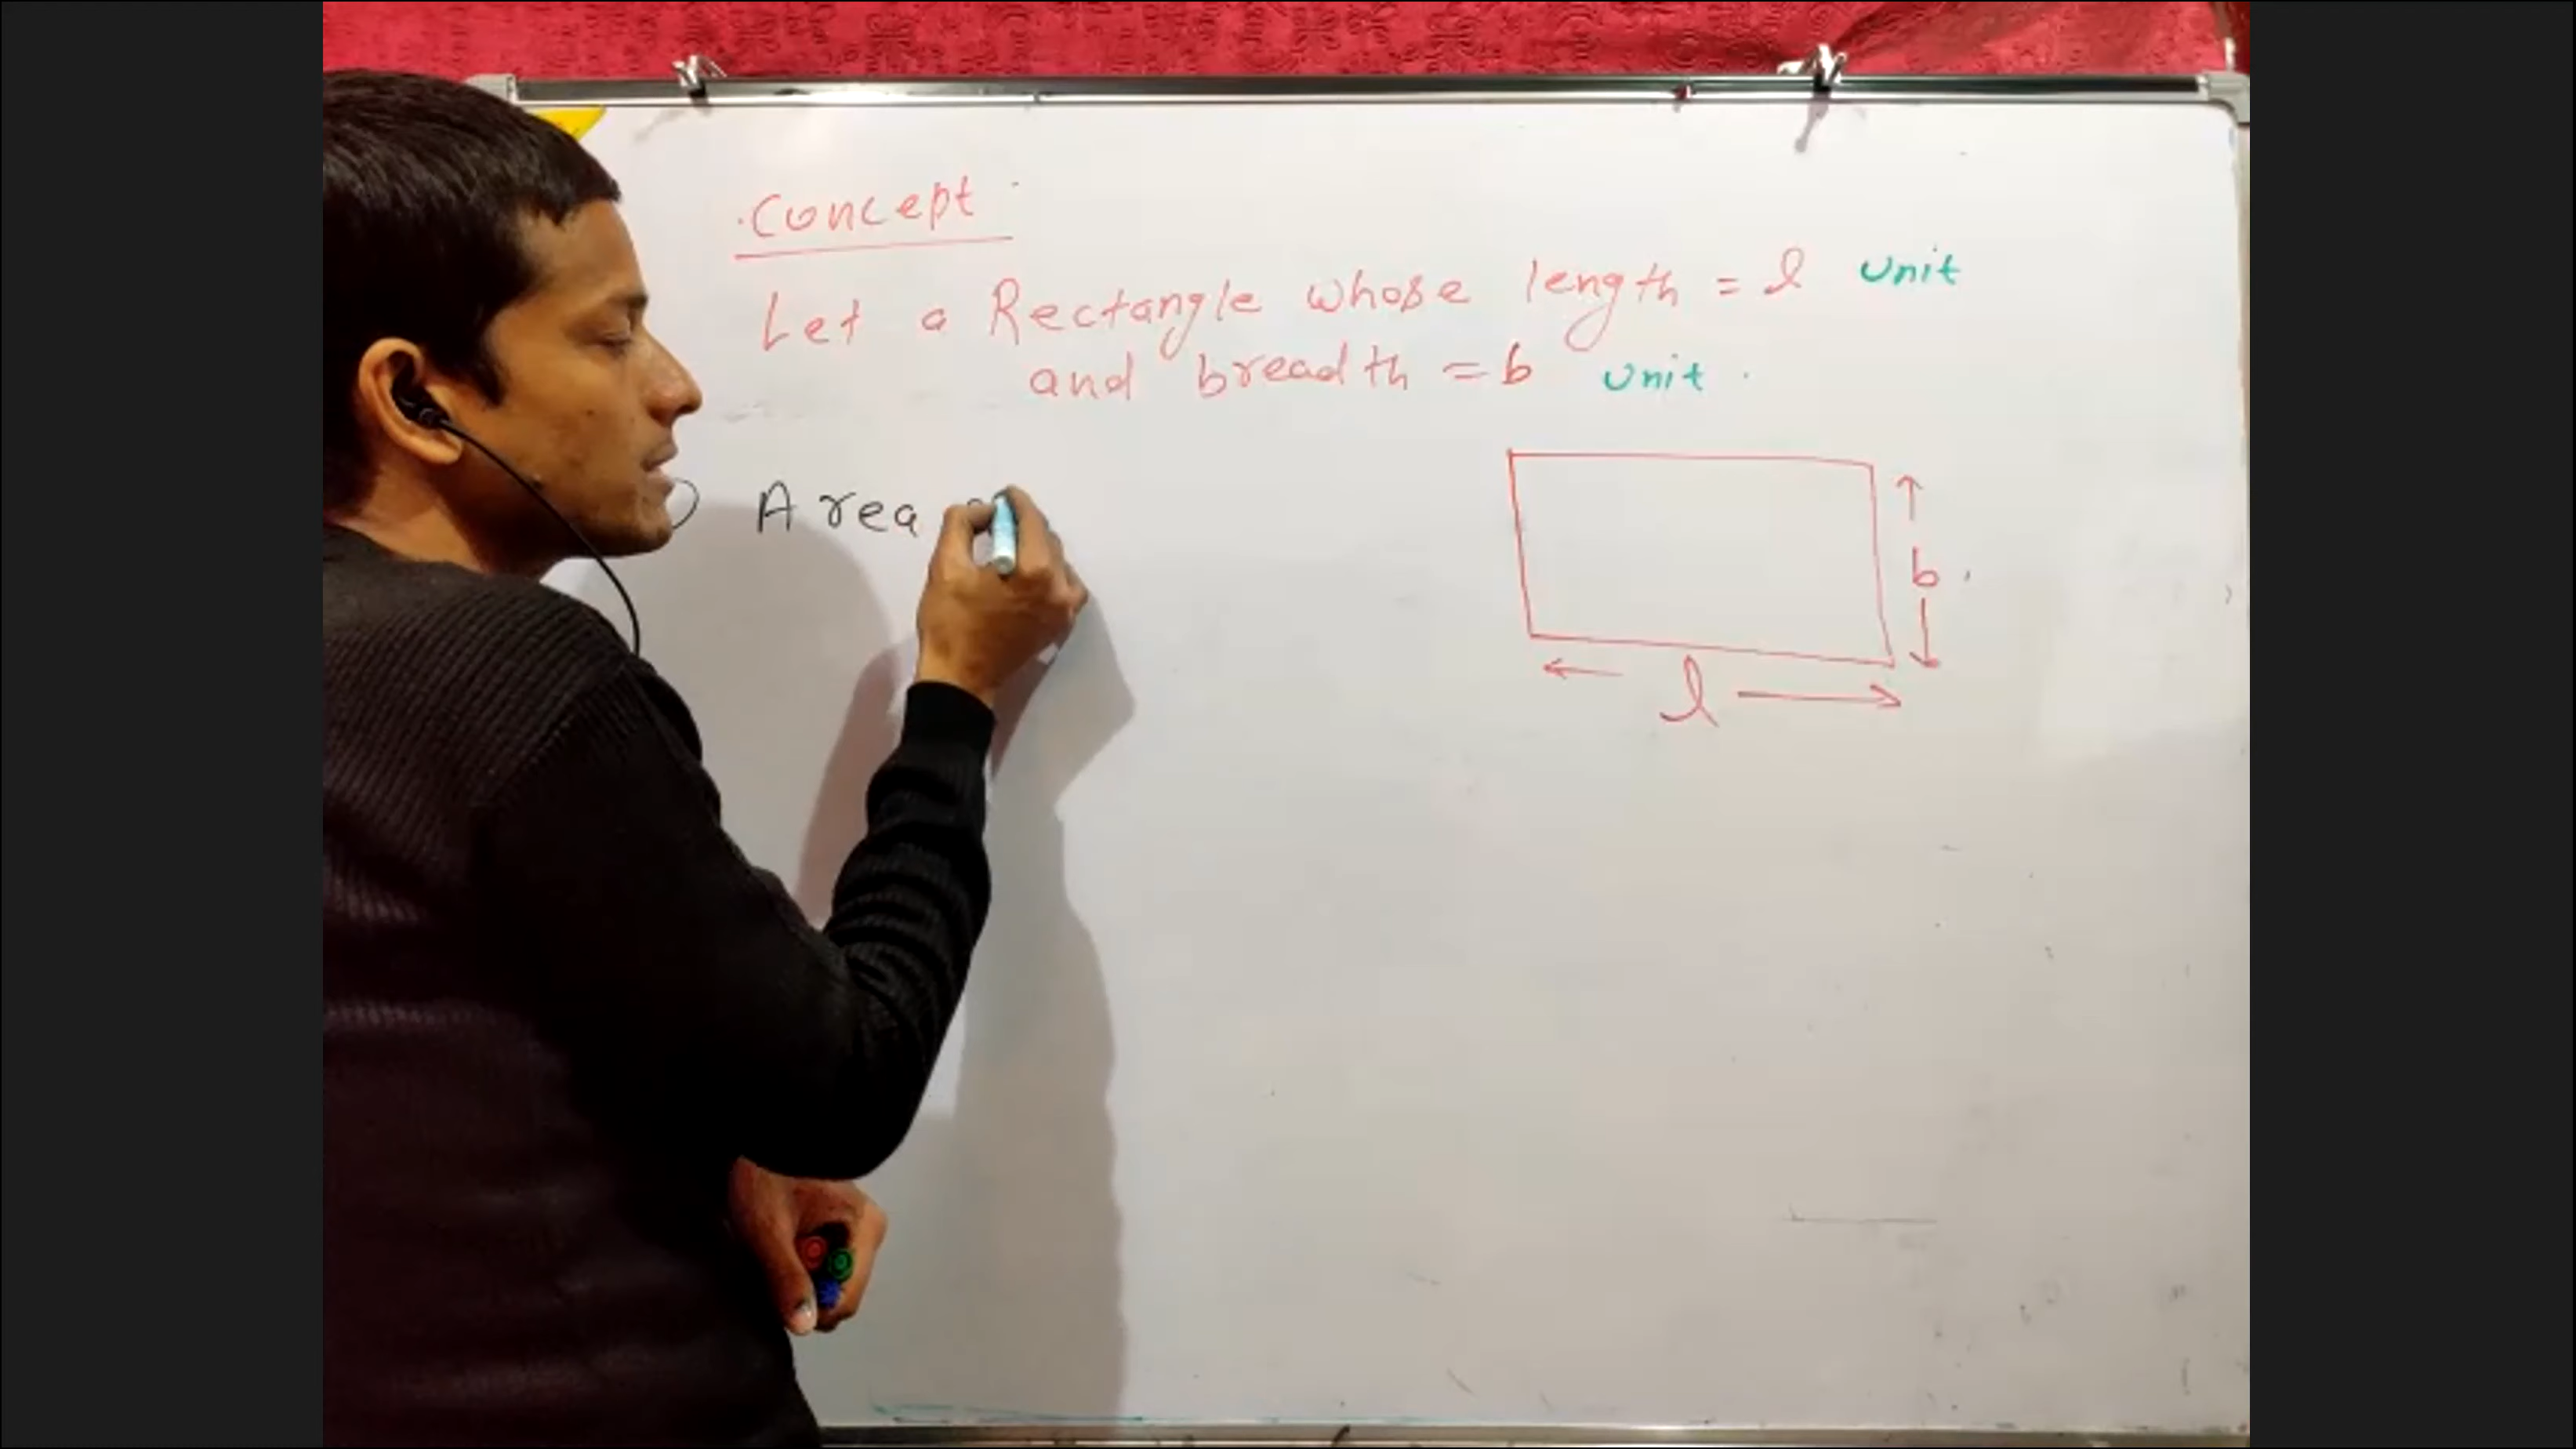 Concept
Let a Rectangle whose length = l unit
and breadth = b unit.
Area
b
l